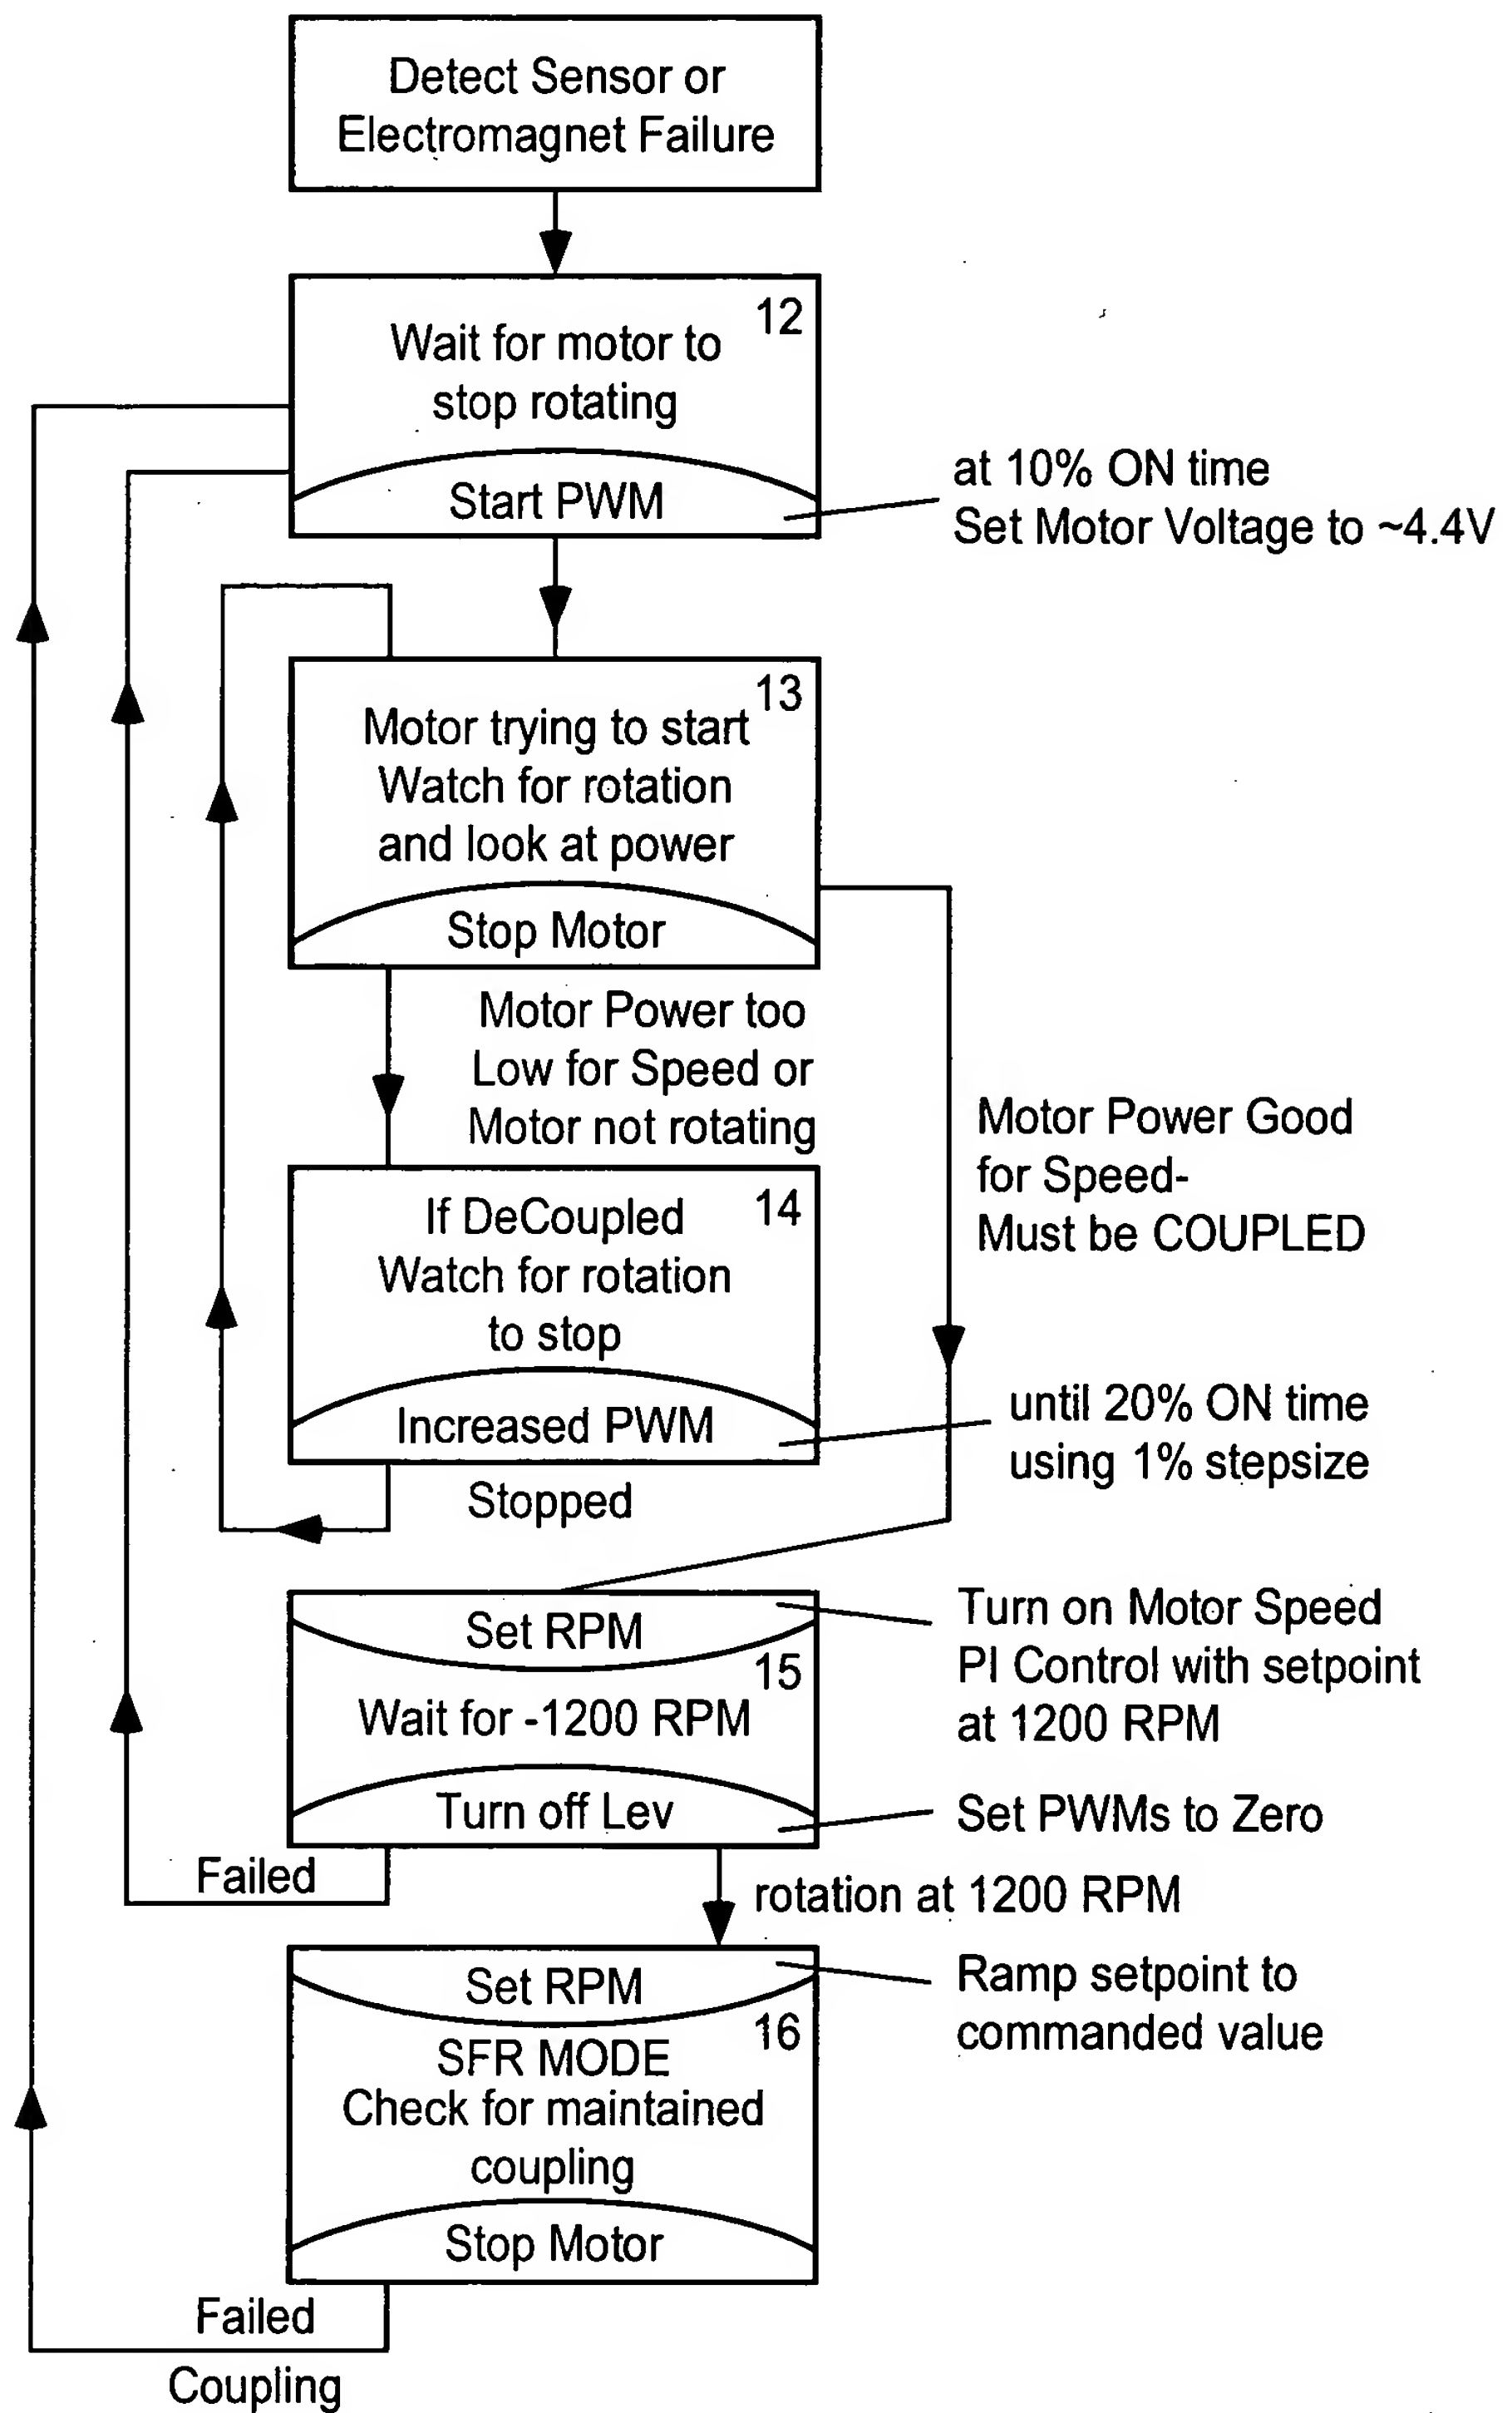 Detect Sensor or
Electromagnet Failure
12
Wait for motor to
stop rotating
Start PWM
at 10% ON time
Set Motor Voltage to ~4.4V
13
Motor trying to start
Watch for rotation
and look at power
Stop Motor
Motor Power too
Low for Speed or
Motor not rotating
Motor Power Good
for Speed-
Must be COUPLED
14
If DeCoupled
Watch for rotation
to stop
Increased PWM
until 20% ON time
using 1% stepsize
Stopped
Set RPM
Turn on Motor Speed
PI Control with setpoint
at 1200 RPM
15
Wait for -1200 RPM
Turn off Lev
Set PWMs to Zero
Failed
rotation at 1200 RPM
Set RPM
Ramp setpoint to
commanded value
16
SFR MODE
Check for maintained
coupling
Stop Motor
Failed
Coupling